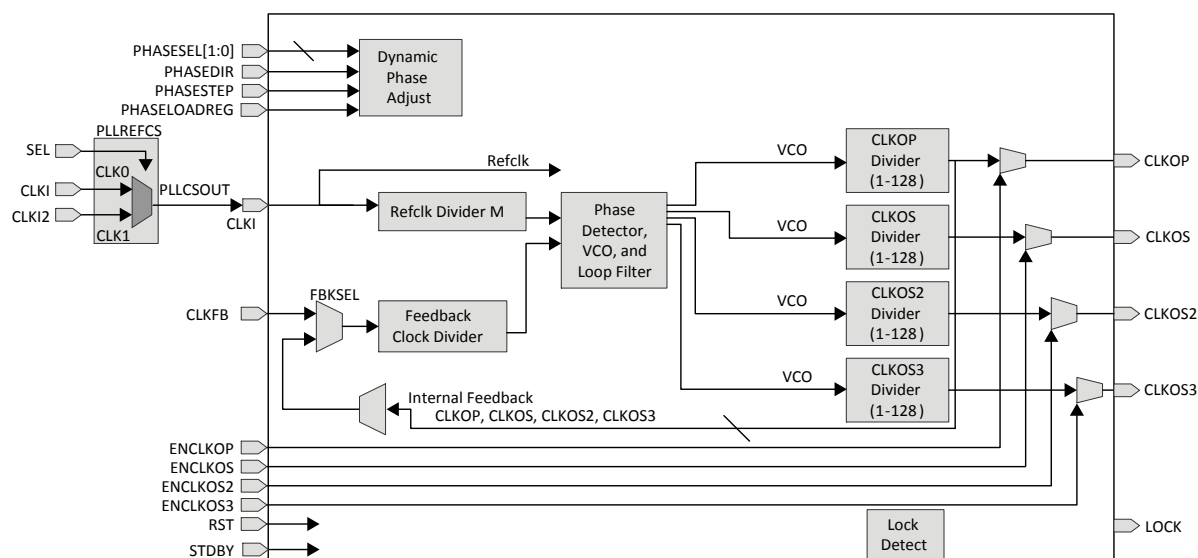 PHASESEL[1:0]
PHASEDIR
PHASESTEP
PHASELOADREG
Dynamic
Phase
Adjust
PLLREFCS
SEL
CLK0
CLKI
CLKI2
CLK1
PLLCSOUT
CLKI
Refclk
Refclk Divider M
Phase
Detector,
VCO, and
Loop Filter
VCO
CLKOP
Divider
(1-128)
CLKOP
VCO
CLKOS
Divider
(1-128)
CLKOS
CLKFB
FBKSEL
Feedback
Clock Divider
VCO
CLKOS2
Divider
(1-128)
CLKOS2
VCO
CLKOS3
Divider
(1-128)
CLKOS3
Internal Feedback
CLKOP, CLKOS, CLKOS2, CLKOS3
ENCLKOP
ENCLKOS
ENCLKOS2
ENCLKOS3
RST
STDBY
Lock
Detect
LOCK